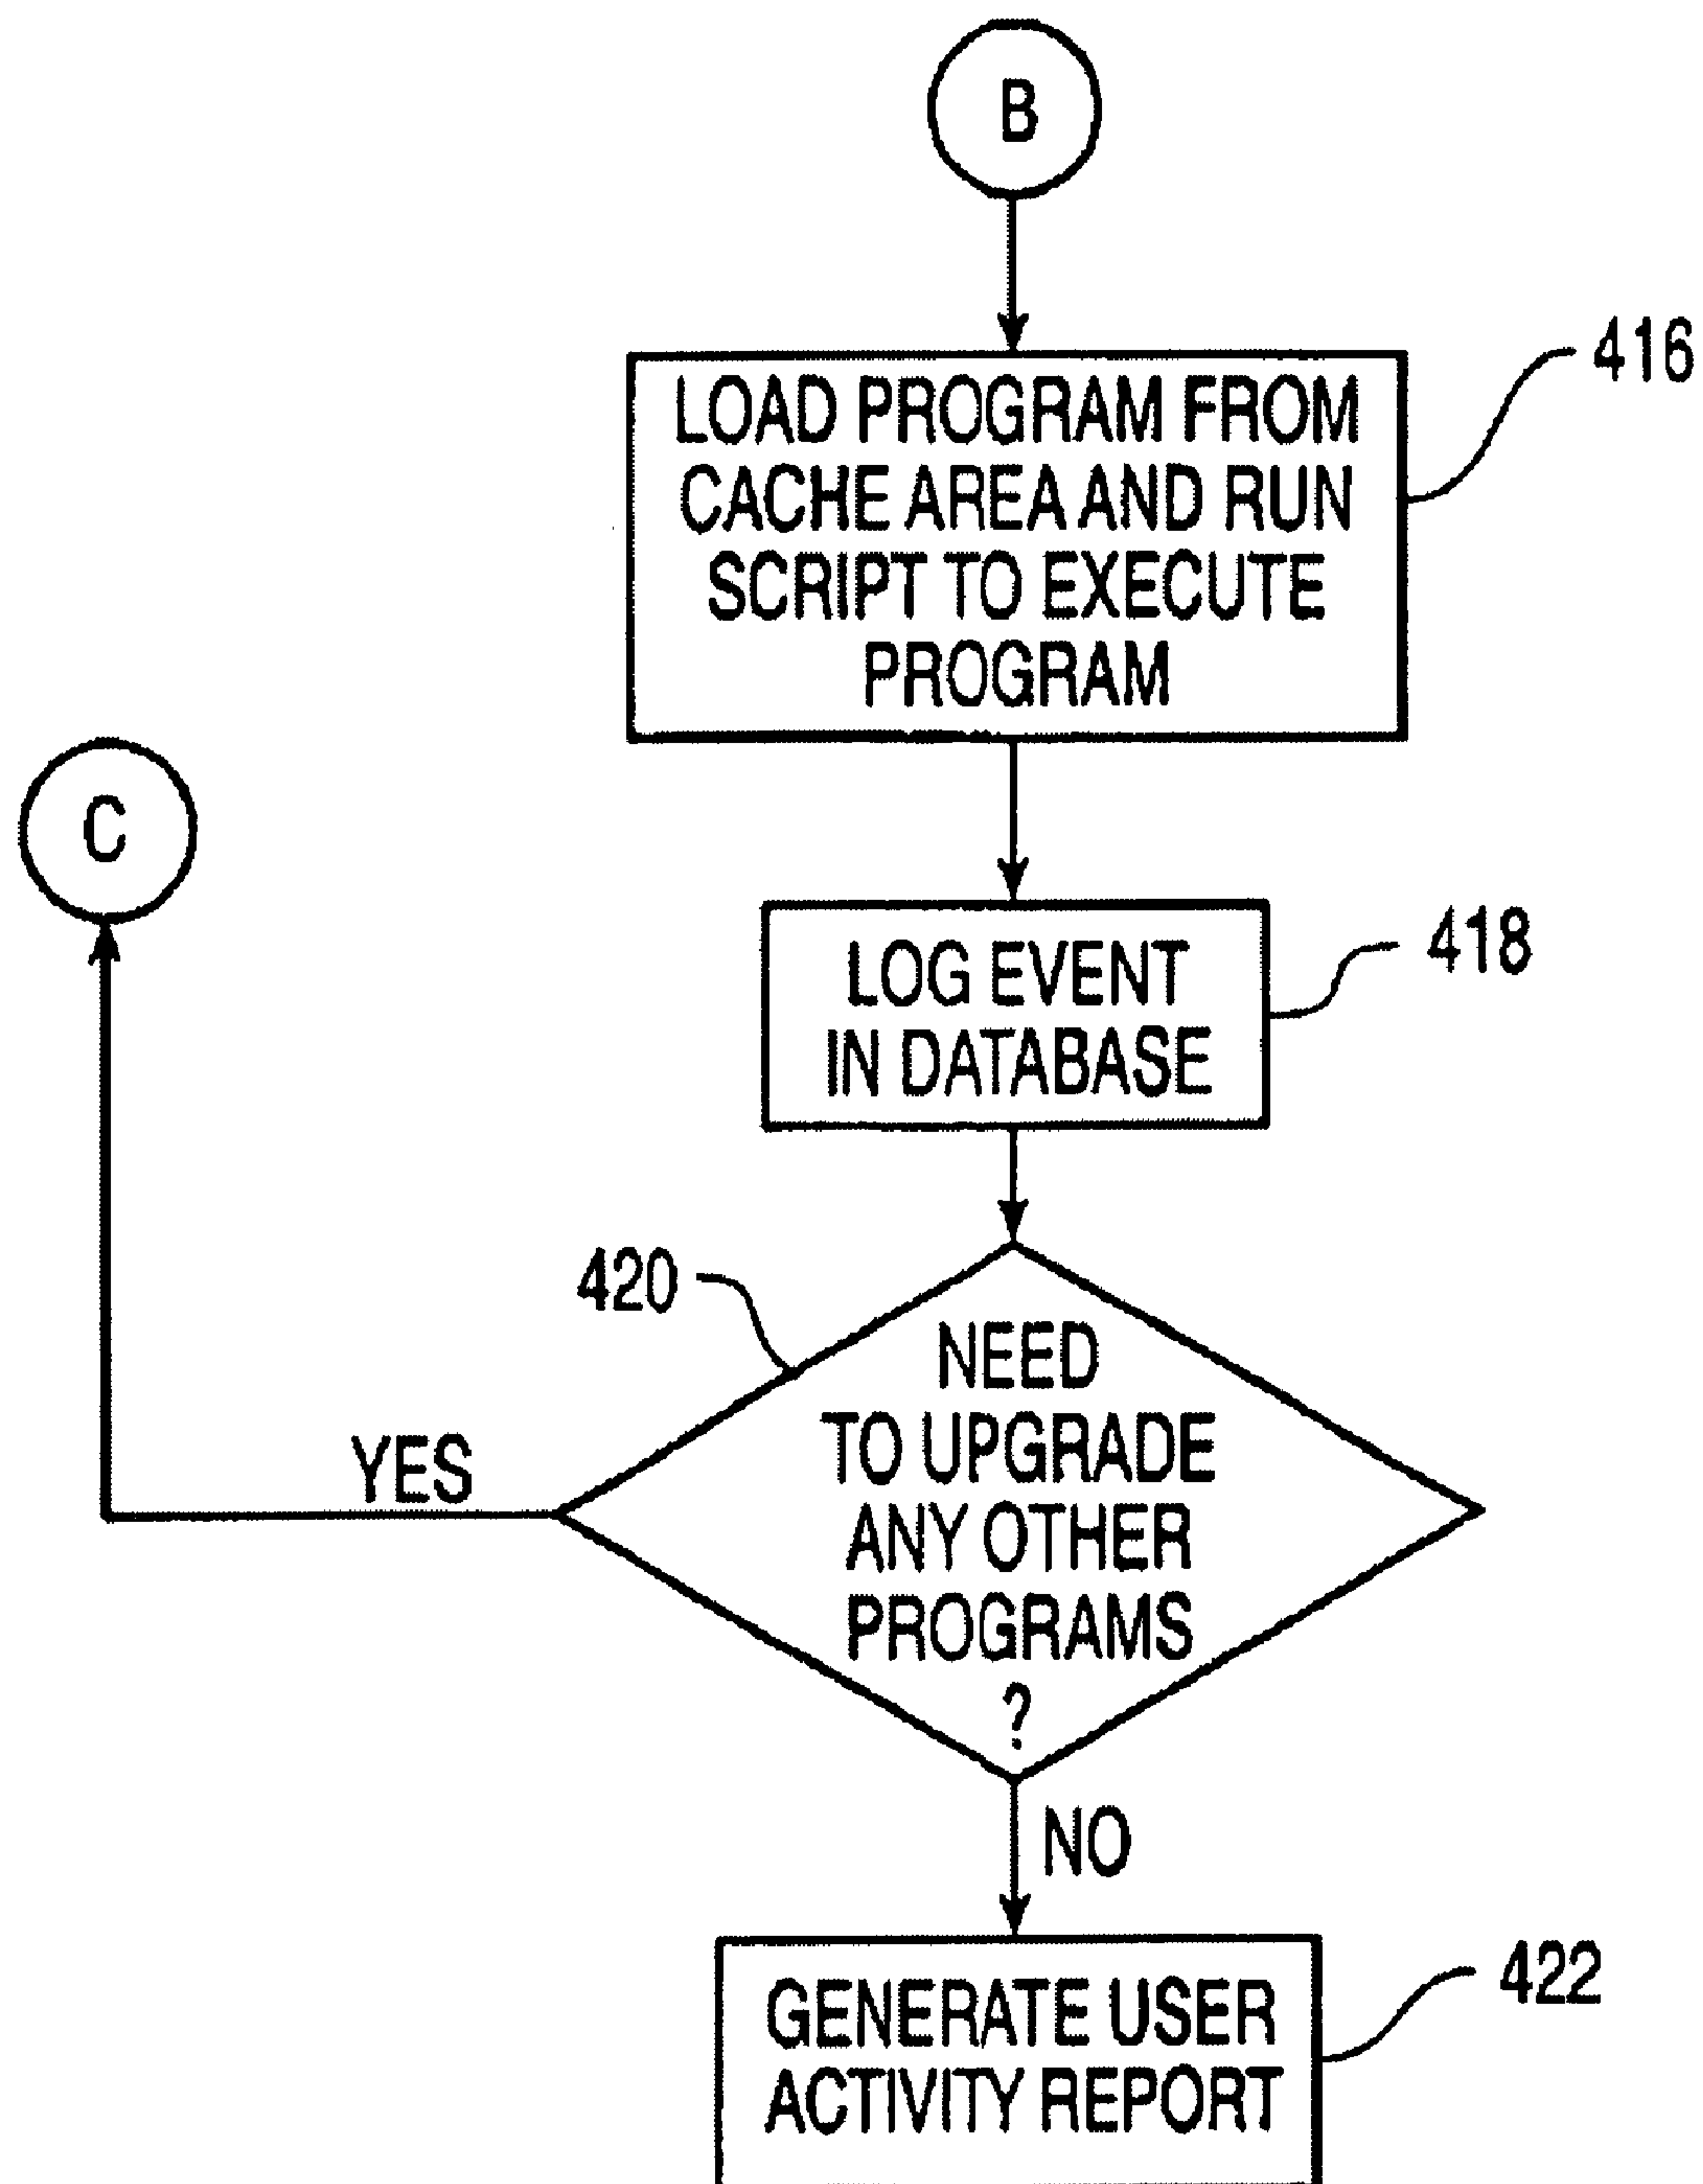 B
416
LOAD PROGRAM FROM
CACHE AREA AND RUN
SCRIPT TO EXECUTE
PROGRAM
C
418
LOG EVENT
IN DATABASE
420
NEED
TO UPGRADE
ANY OTHER
PROGRAMS
?
YES
NO
422
GENERATE USER
ACTIVITY REPORT